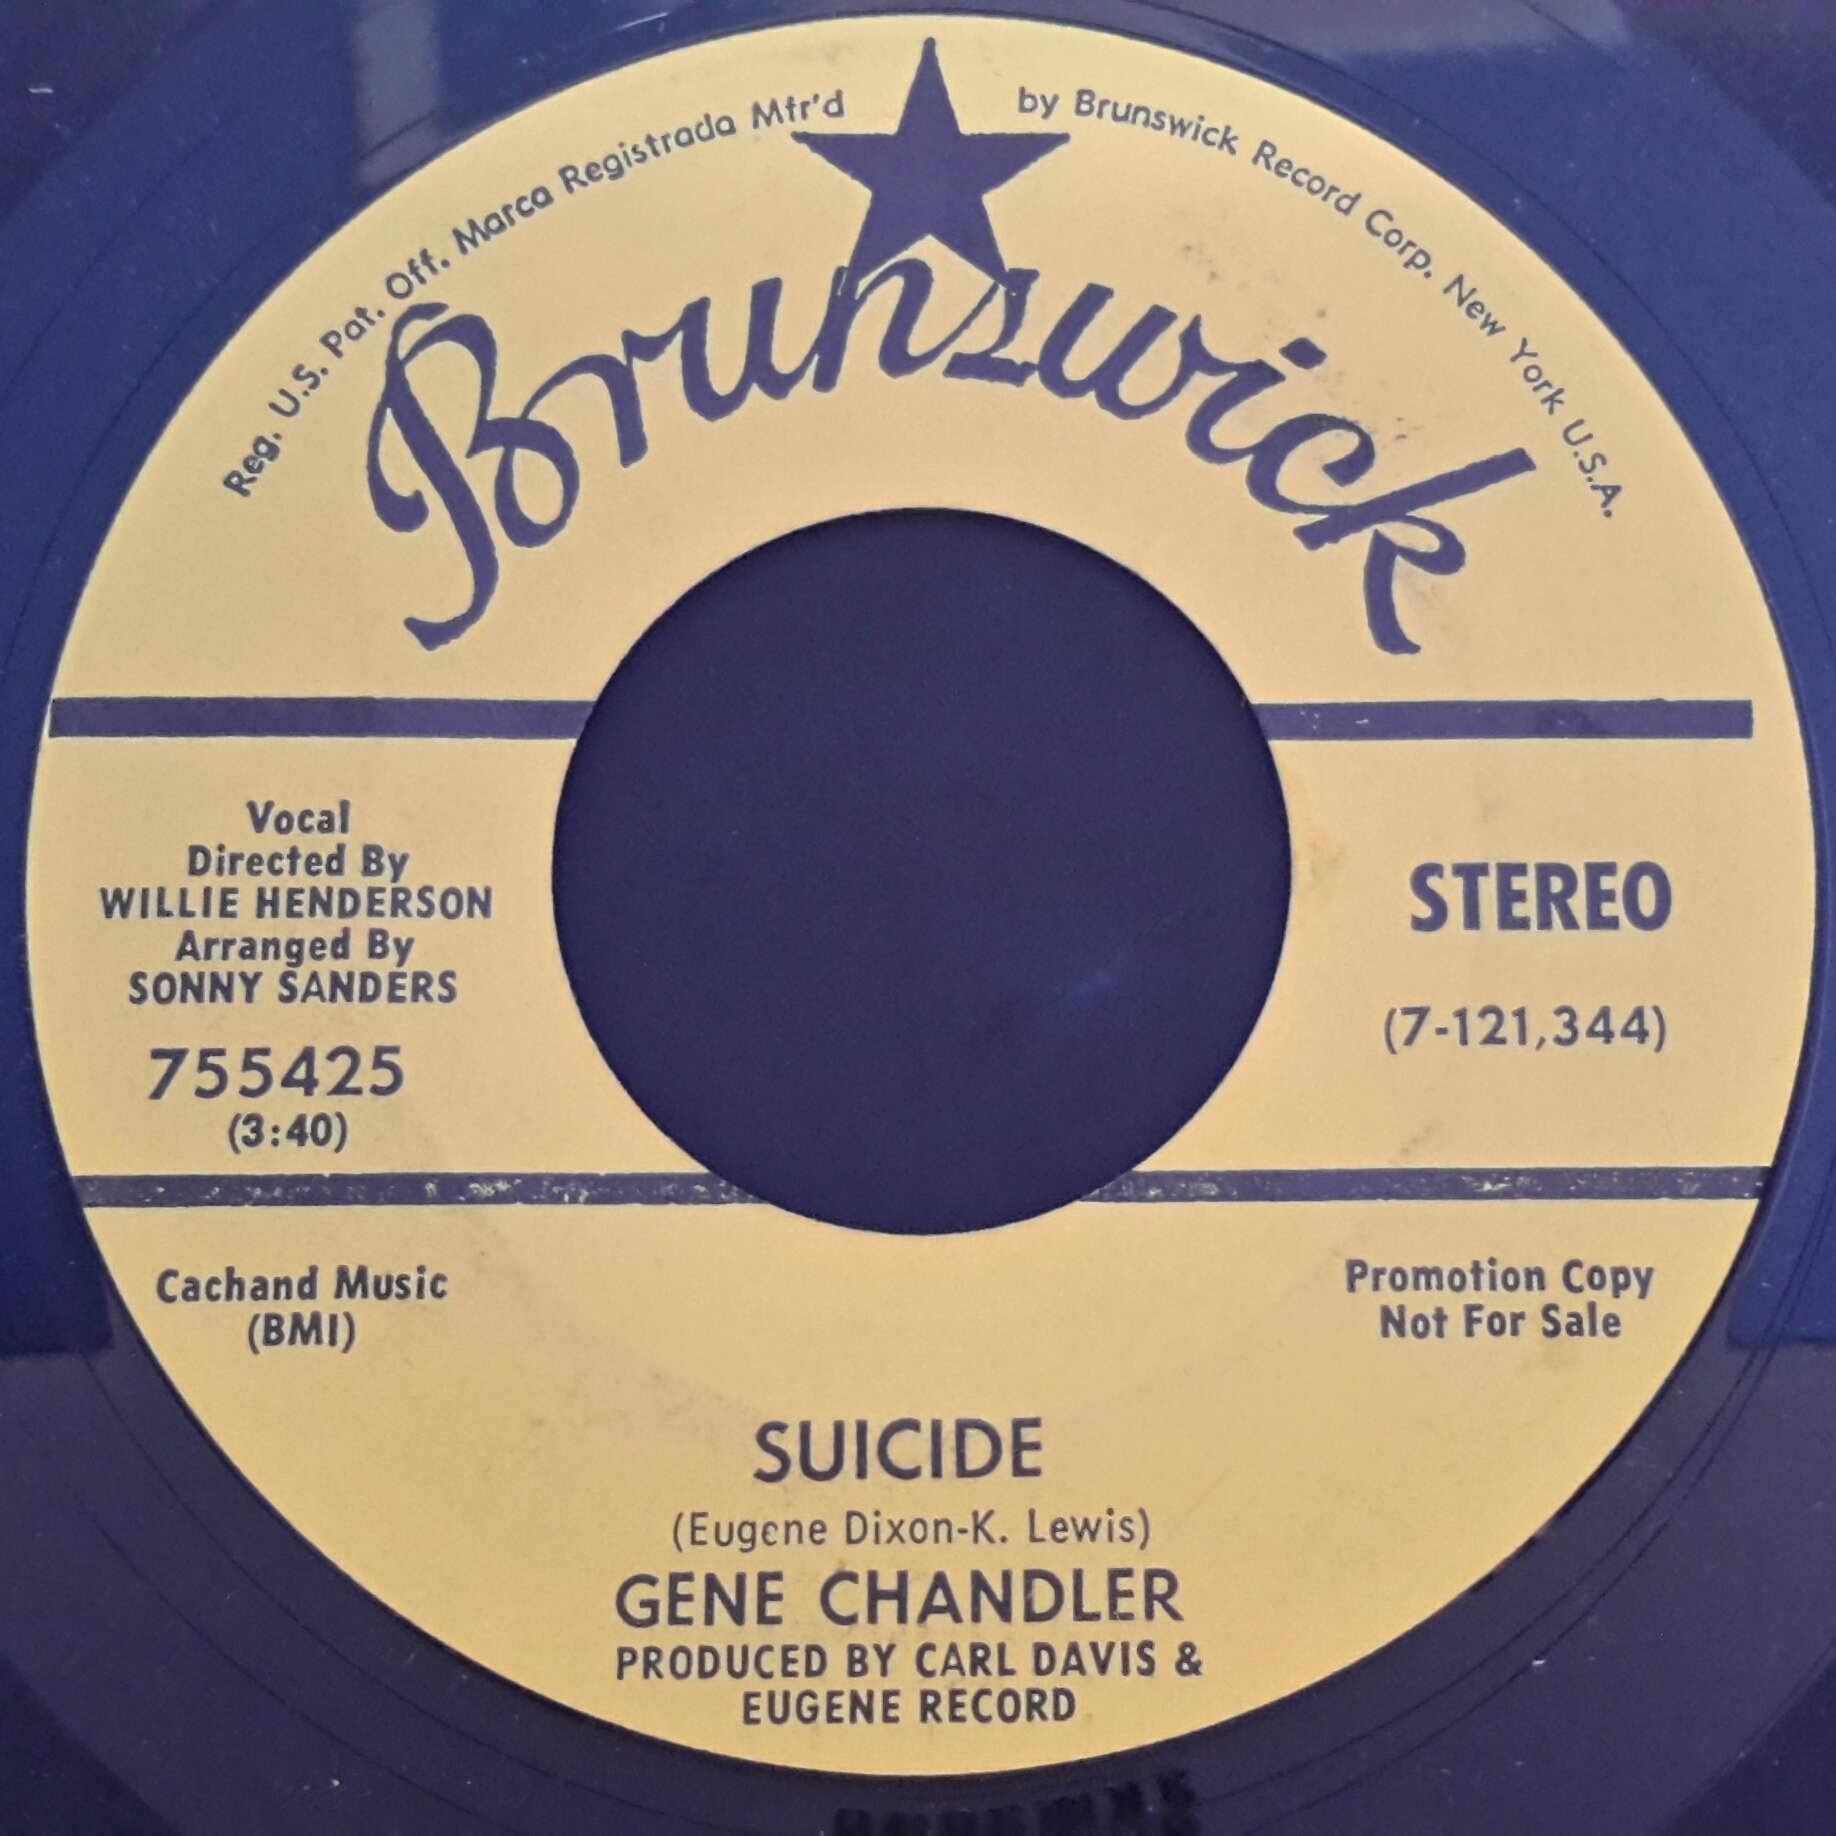 Reg. U.S. Pat. Off. Marca Registrada Mfr'd by Brunswick Record Corp. New York U.S.A.
Brunswick
Vocal
Directed By
WILLIE HENDERSON
Arranged By
SONNY SANDERS
755425
(3:40)
STEREO
(7-121,344)
Cachand Music
(BMI)
Promotion Copy
Not For Sale
SUICIDE
(Eugene Dixon-K. Lewis)
GENE CHANDLER
PRODUCED BY CARL DAVIS &
EUGENE RECORD